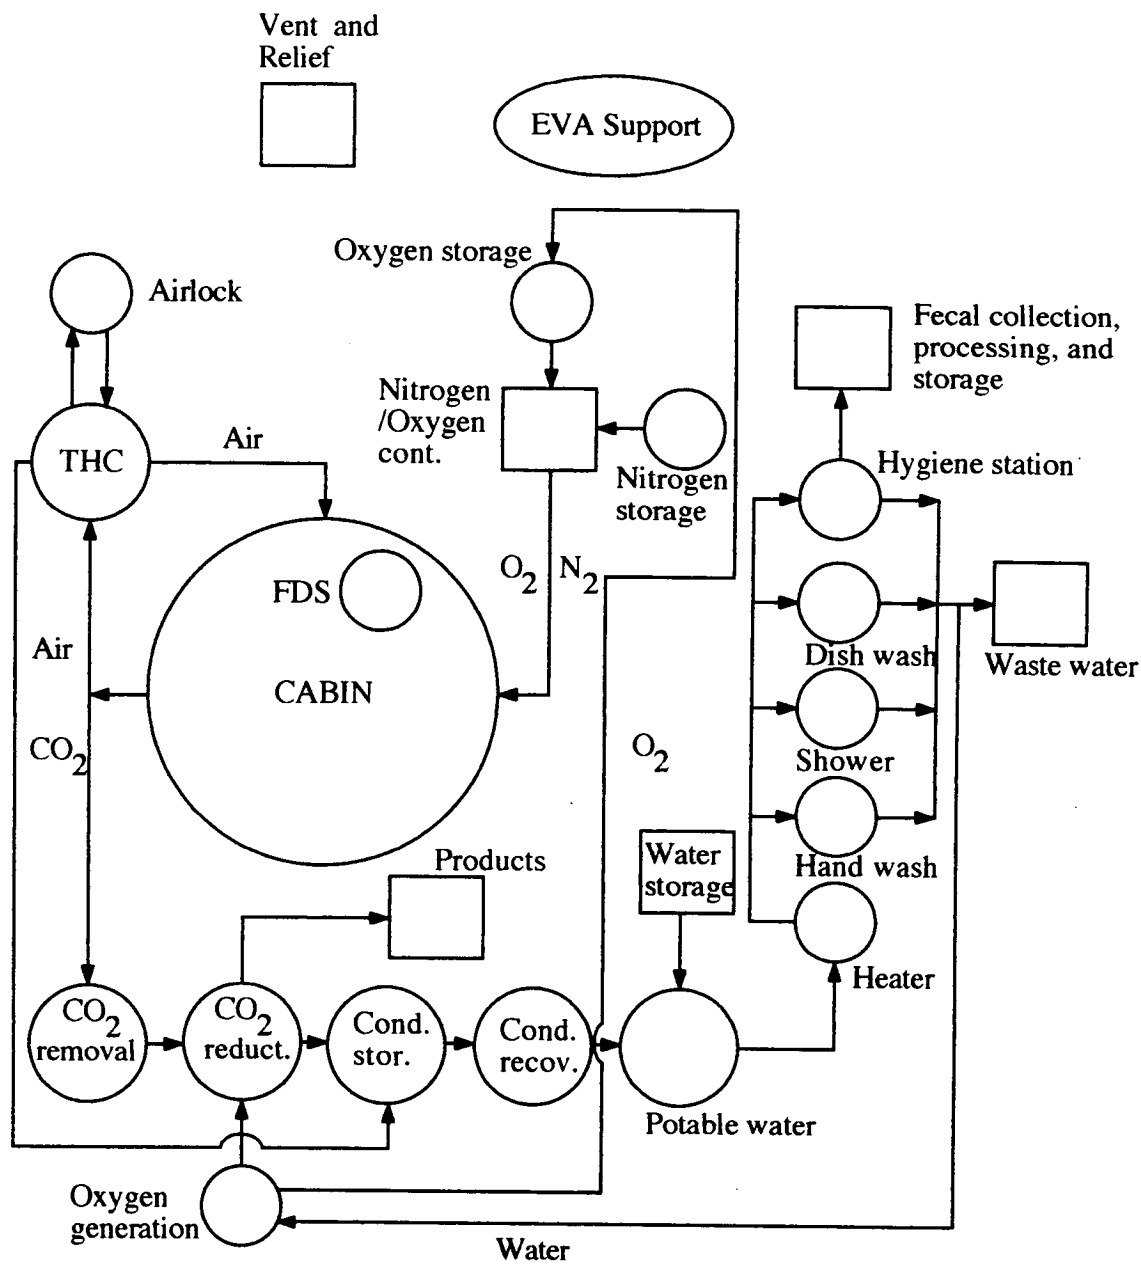 Vent and
Relief
EVA Support
Oxygen storage
Airlock
Fecal collection,
processing, and
storage
Nitrogen
/Oxygen
cont.
Air
THC
Hygiene station
Nitrogen
storage
O2 N2
FDS
Air
Dish wash
Waste water
CABIN
CO2
O2
Shower
Products
Water
storage
Hand wash
Heater
CO2
removal
CO2
reduct.
Cond.
stor.
Cond.
recov.
Potable water
Oxygen
generation
Water